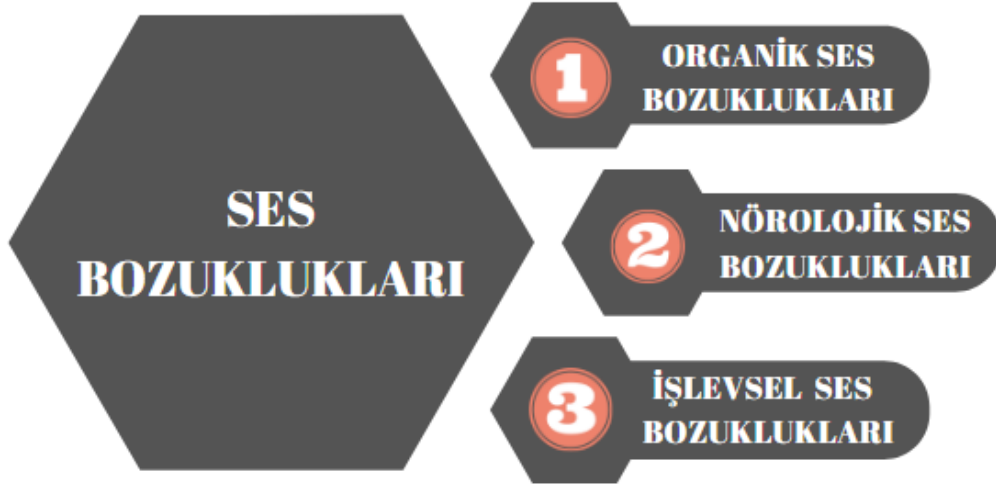 SES
BOZUKLUKLARI
1
ORGANİK SES
BOZUKLUKLARI
2
NÖROLOJİK SES
BOZUKLUKLARI
3
İŞLEVSEL SES
BOZUKLUKLARI